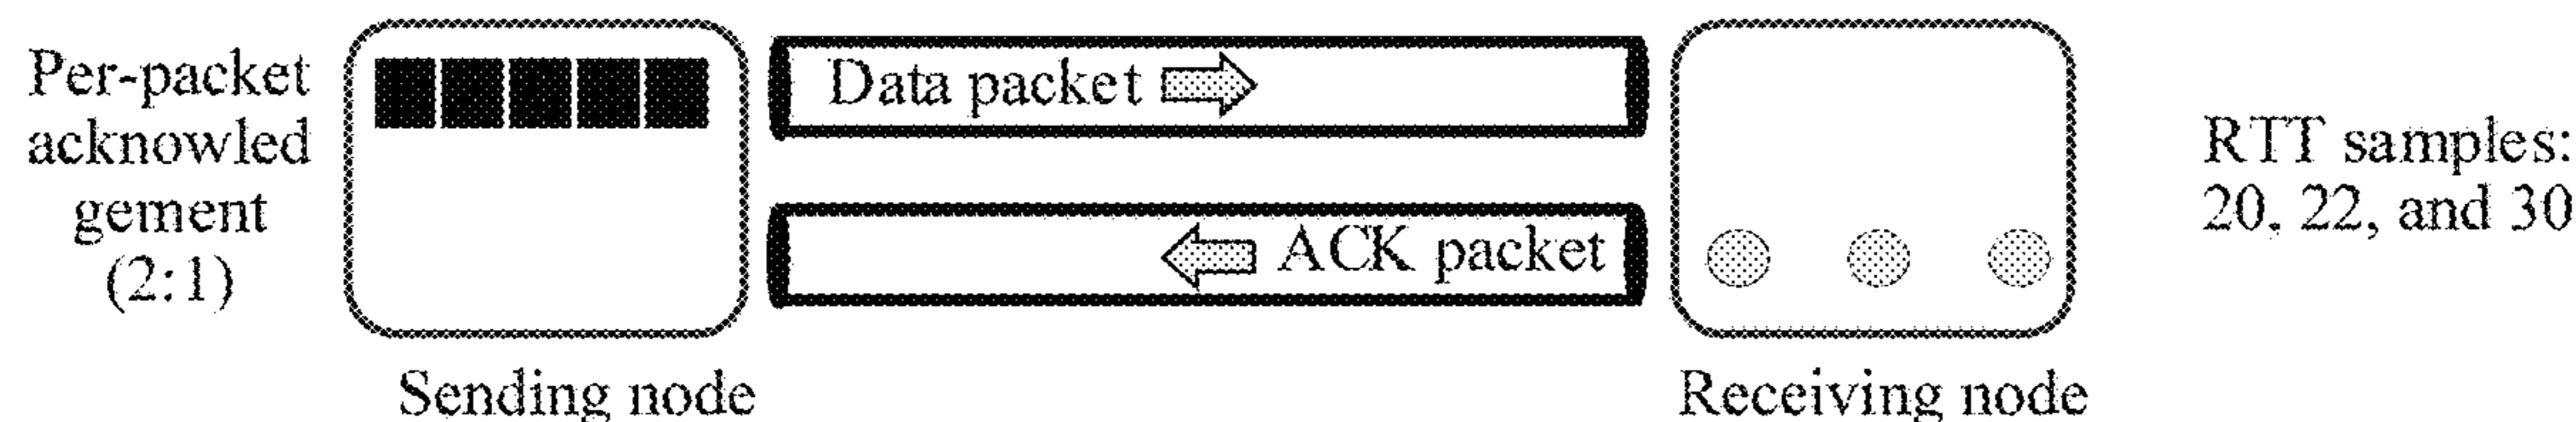 Per-packet
acknowled
gement
(2:1)
Data packet
ACK packet
RTT samples:
20, 22, and 30
Sending node
Receiving node